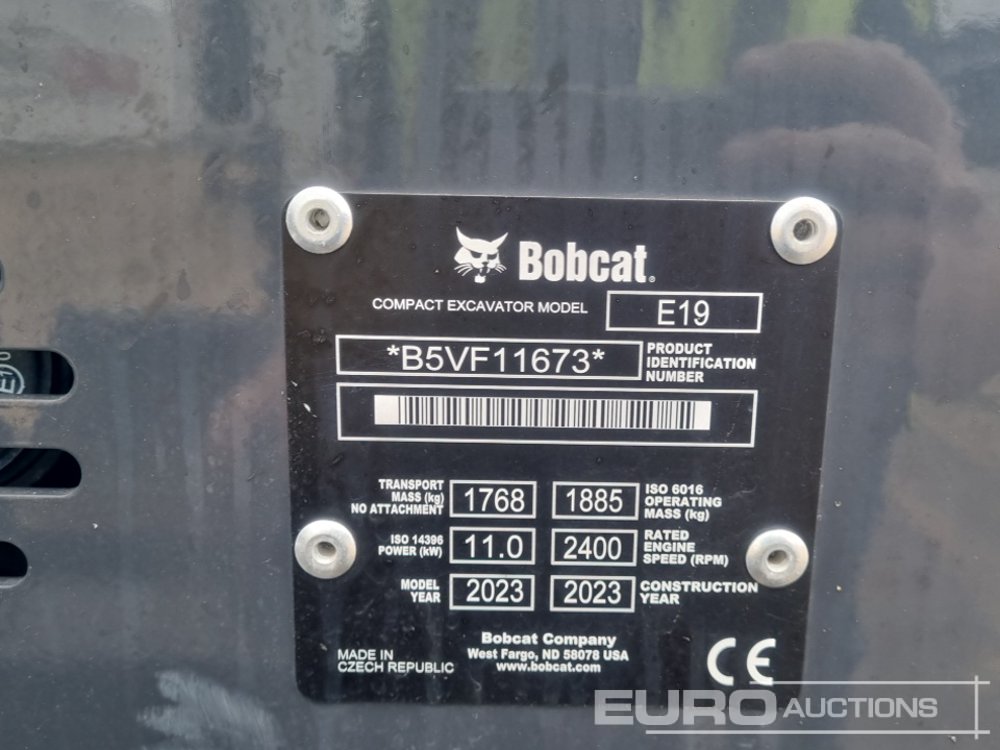 Bobcat.
COMPACT EXCAVATOR MODEL E19
*B5VF11673* PRODUCT IDENTIFICATION NUMBER
TRANSPORT MASS (kg) NO ATTACHMENT 1768 1885 ISO 6016 OPERATING MASS (kg)
ISO 14396 POWER (kW) 11.0 2400 RATED ENGINE SPEED (RPM)
MODEL YEAR 2023 2023 CONSTRUCTION YEAR
Bobcat Company
West Fargo, ND 58078 USA
www.bobcat.com
MADE IN
CZECH REPUBLIC
CE
EURO AUCTIONS